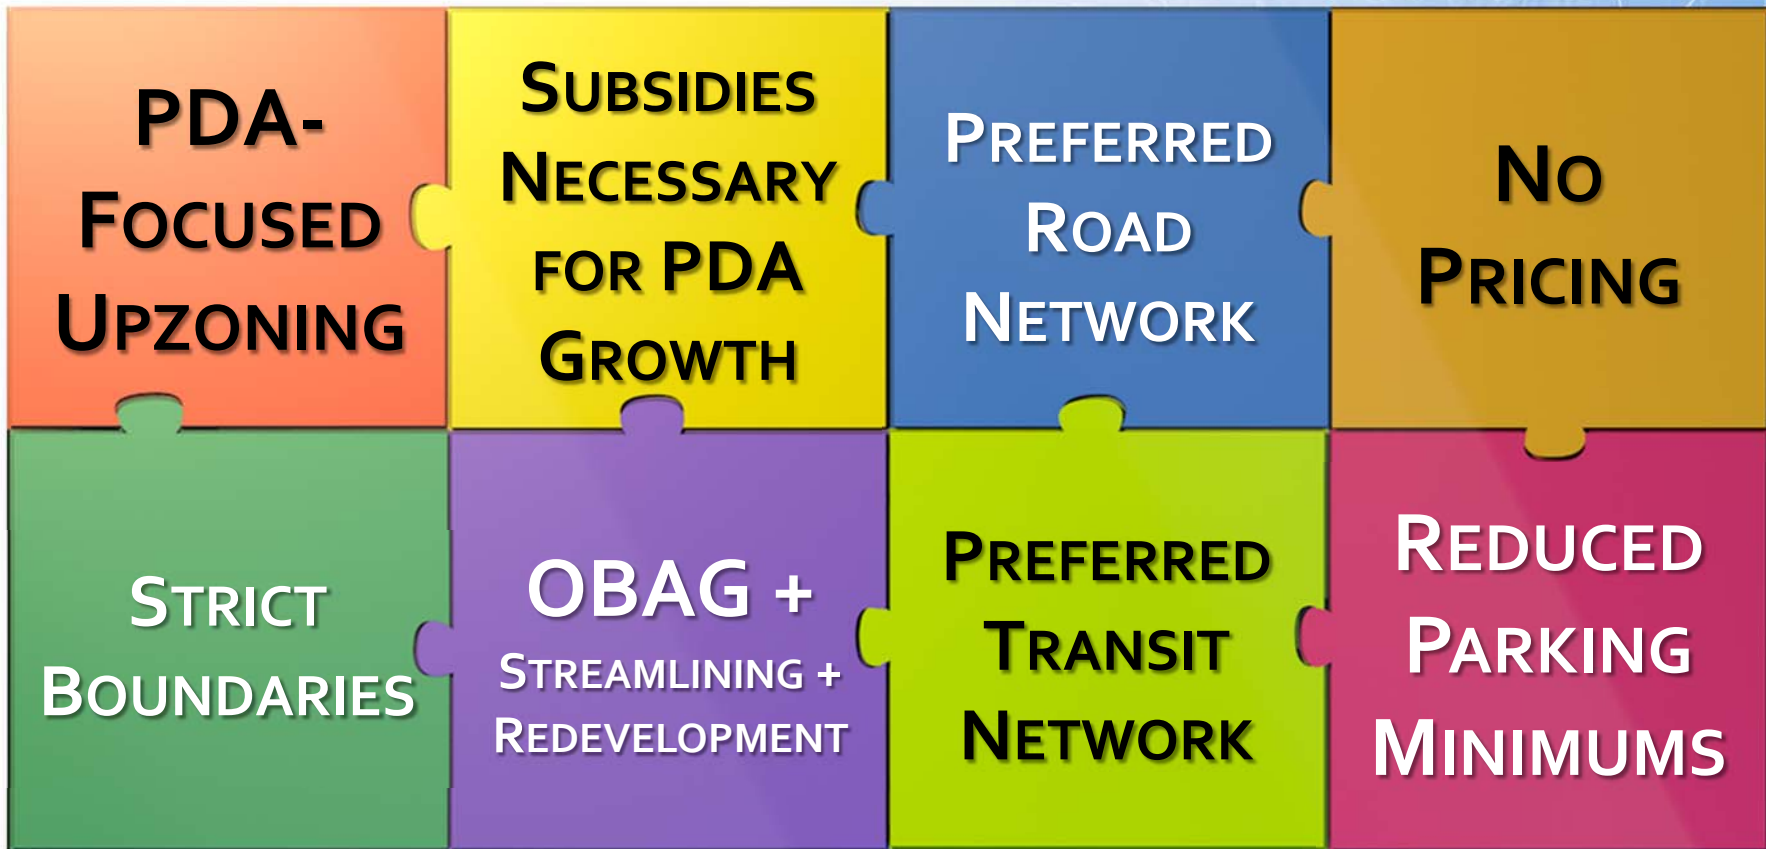 PDA-
FOCUSED
UPZONING
SUBSIDIES
NECESSARY
FOR PDA
GROWTH
PREFERRED
ROAD
NETWORK
NO
PRICING
STRICT
BOUNDARIES
OBAG +
STREAMLINING +
REDEVELOPMENT
PREFERRED
TRANSIT
NETWORK
REDUCED
PARKING
MINIMUMS